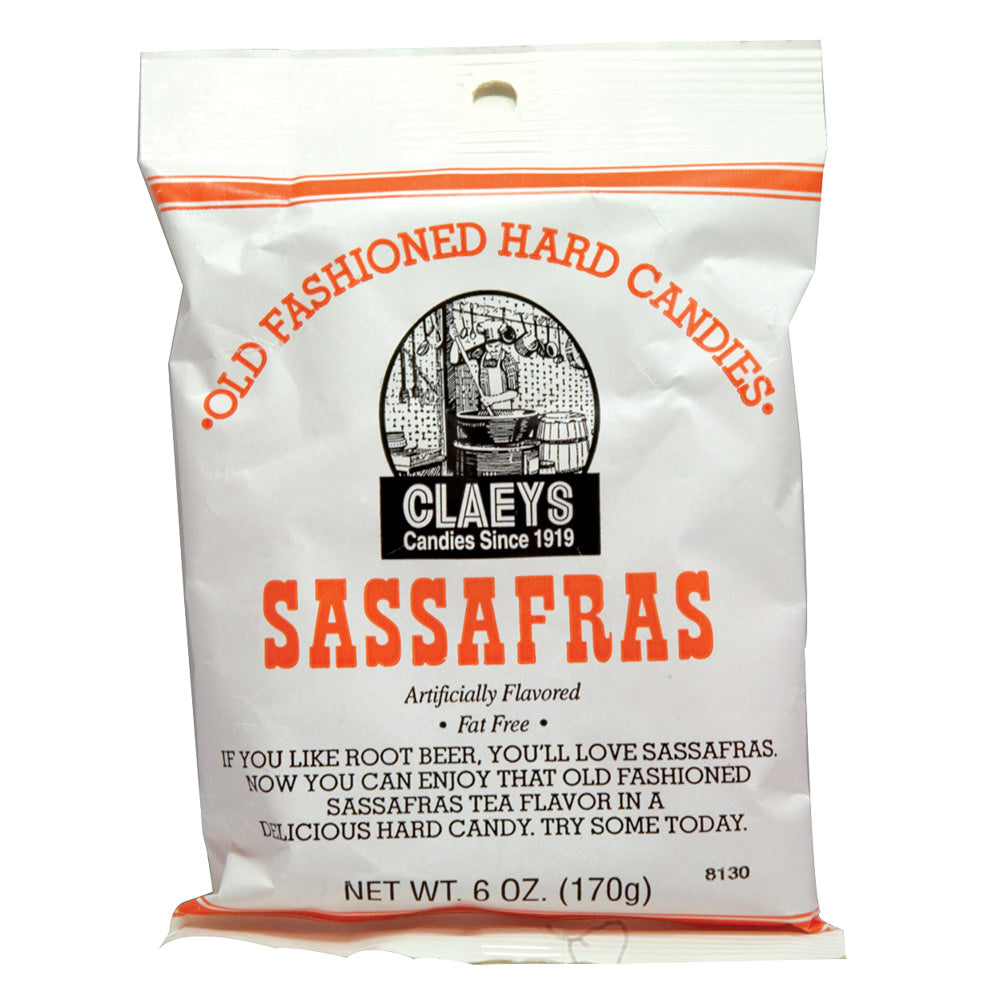 •OLD FASHIONED HARD CANDIES•
CLAEYS
Candies Since 1919
SASSAFRAS
Artificially Flavored
• Fat Free •
IF YOU LIKE ROOT BEER, YOU'LL LOVE SASSAFRAS.
NOW YOU CAN ENJOY THAT OLD FASHIONED
SASSAFRAS TEA FLAVOR IN A
DELICIOUS HARD CANDY. TRY SOME TODAY.
8130
NET WT. 6 OZ. (170g)